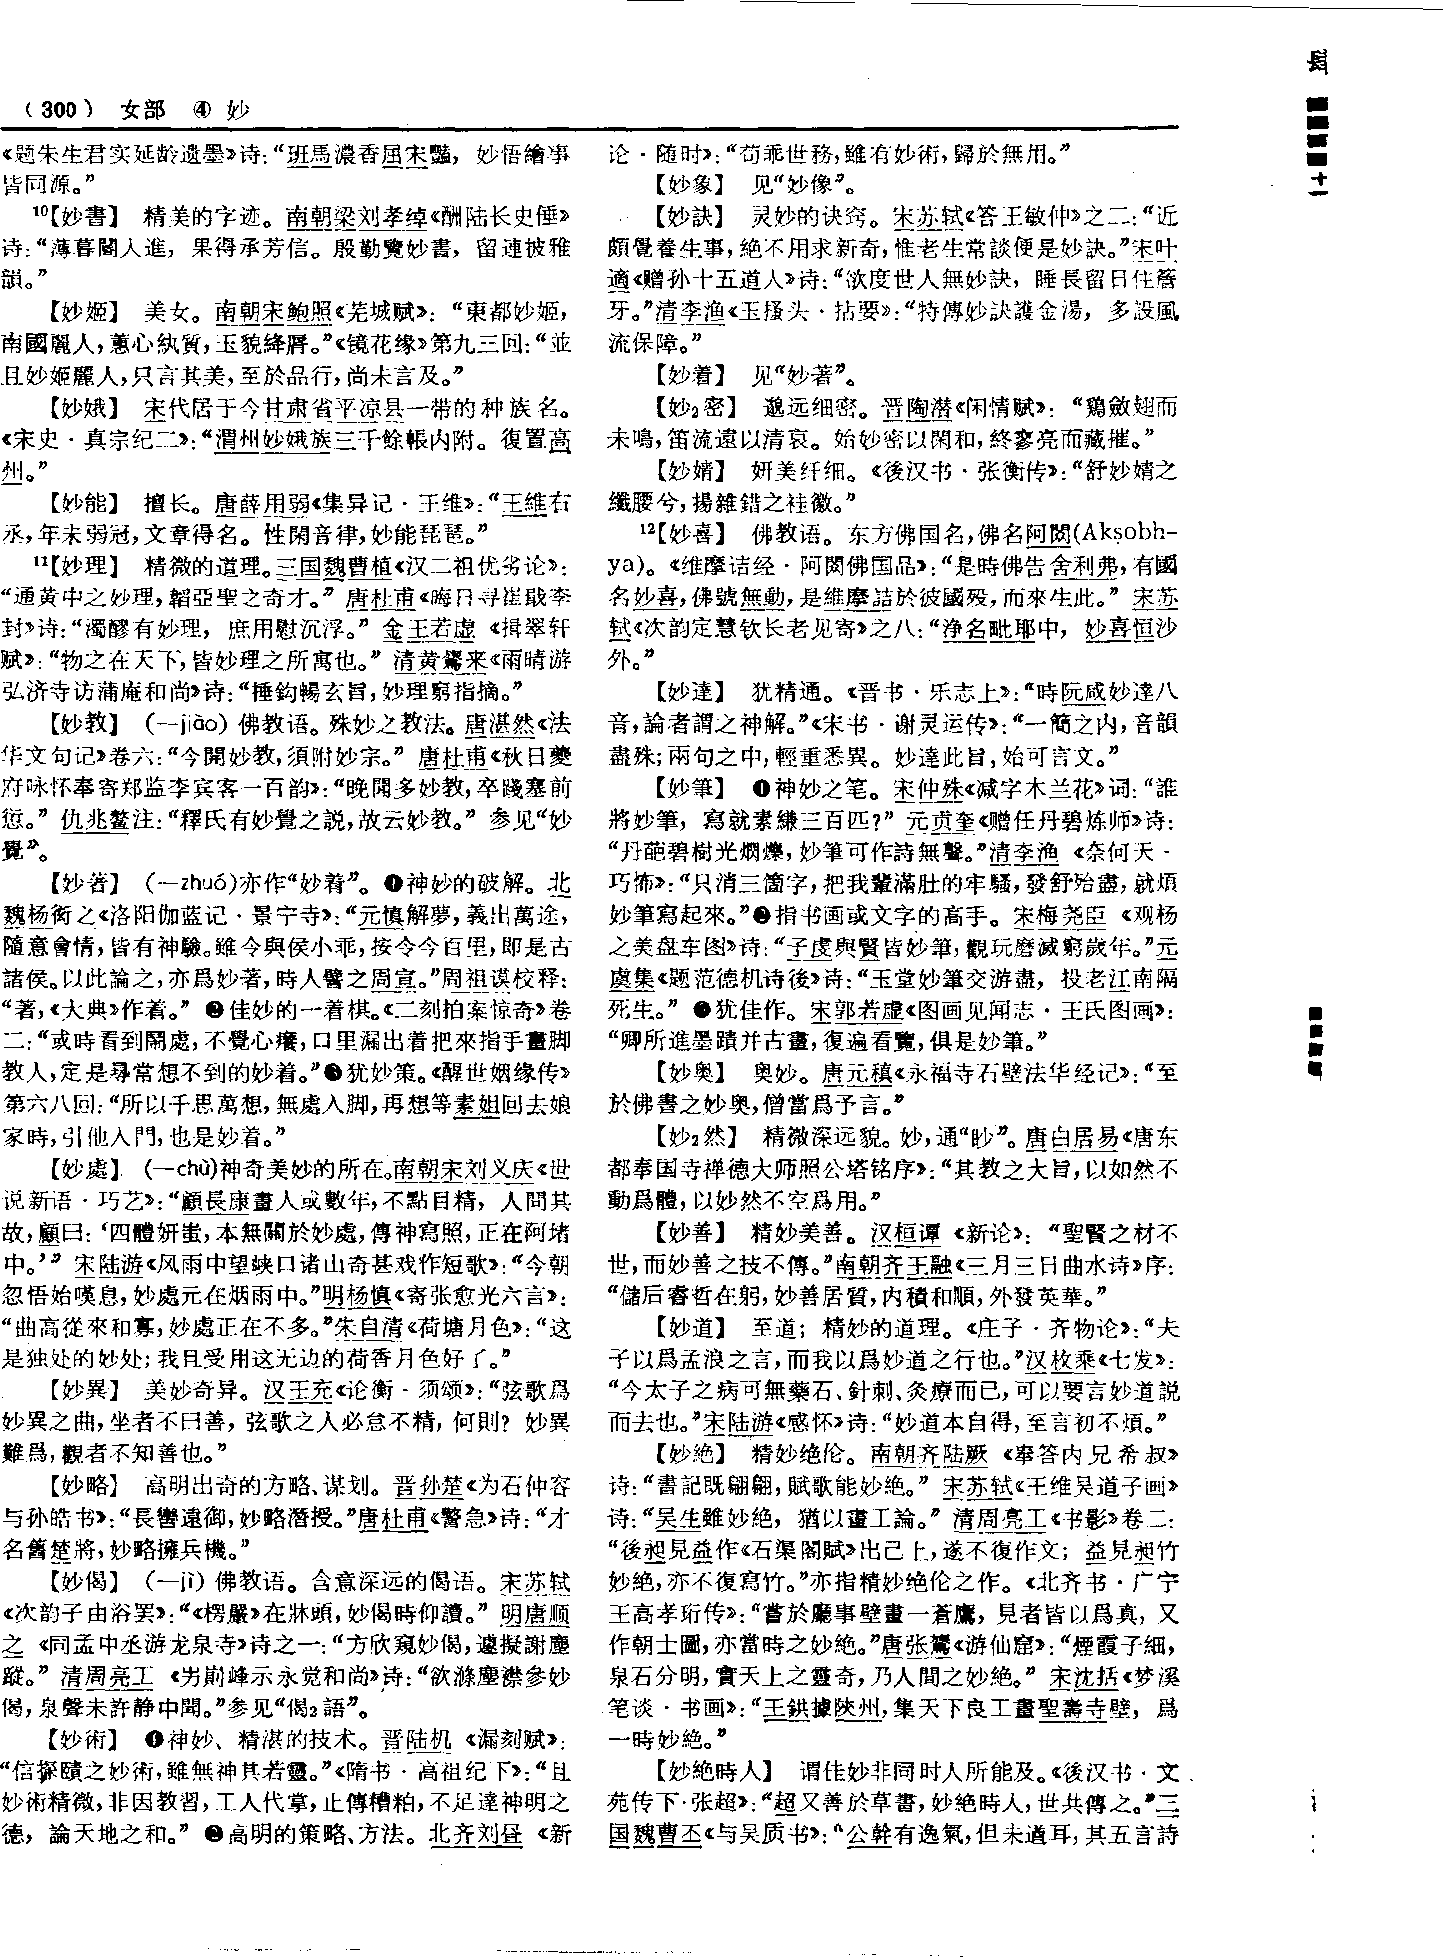 （300） 女部 ④ 妙
《题朱生君实延龄遗墨》诗：“班馬濃香屈宋豔，妙悟繪事
皆同源。”
10【妙書】 精美的字迹。南朝梁刘孝绰《酬陆长史倕》
诗：“薄暮闍人進，果得承芳信。殷勤覽妙書，留連披雅
韻。”
【妙姬】 美女。南朝宋鲍照《芜城赋》：“東都妙姬，
南國麗人，蕙心紈質，玉貌絳脣。”《镜花缘》第九三回：“並
且妙姬麗人，只言其美，至於品行，尚未言及。”
【妙娥】 宋代居于今甘肃省平凉县一带的种族名。
《宋史·真宗纪二》：“渭州妙娥族三千餘帳内附。復置高
州。”
【妙能】 擅长。唐薛用弱《集异记·王维》：“王維右
丞，年未弱冠，文章得名。性閑音律，妙能琵琶。”
11【妙理】 精微的道理。三国魏曹植《汉二祖优劣论》：
“通黄中之妙理，韜亞聖之奇才。”唐杜甫《晦日寻崔戢李
封》诗：“濁醪有妙理，庶用慰沉浮。”金王若虚《揖翠轩
赋》：“物之在天下，皆妙理之所寓也。”清黄鷟来《雨晴游
弘济寺访蒲庵和尚》诗：“捶鈎暢玄旨，妙理窮指摘。”
【妙教】 （—jiào）佛教语。殊妙之教法。唐湛然《法
华文句记》卷六：“今開妙教，須附妙宗。”唐杜甫《秋日夔
府咏怀奉寄郑监李宾客一百韵》：“晚聞多妙教，卒踐塞前
愆。”仇兆鳌注：“釋氏有妙覺之説，故云妙教。”参见“妙
覺”。
【妙著】 （—zhuó）亦作“妙着”。❶神妙的破解。北
魏杨衒之《洛阳伽蓝记·景宁寺》：“元慎解夢，義出萬途，
隨意會情，皆有神驗。雖令與侯小乖，按令今百里，即是古
諸侯。以此論之，亦爲妙著，時人譬之周宣。”周祖谟校释：
“著，《大典》作着。”❷佳妙的一着棋。《二刻拍案惊奇》卷
二：“或時看到鬧處，不覺心癢，口里漏出着把來指手畫脚
教人，定是尋常想不到的妙着。”❸犹妙策。《醒世姻缘传》
第六八回：“所以千思萬想，無處入脚，再想等素姐回去娘
家時，引他入門，也是妙着。”
【妙處】 （—chù）神奇美妙的所在。南朝宋刘义庆《世
说新语·巧艺》：“顧長康畫人或數年，不點目精，人問其
故，顧曰：‘四體妍蚩，本無關於妙處，傳神寫照，正在阿堵
中。’”宋陆游《风雨中望峡口诸山奇甚戏作短歌》：“今朝
忽悟始嘆息，妙處元在烟雨中。”明杨慎《寄张愈光六言》：
“曲高從來和寡，妙處正在不多。”朱自清《荷塘月色》：“这
是独处的妙处；我且受用这无边的荷香月色好了。”
【妙異】 美妙奇异。汉王充《论衡·须颂》：“弦歌爲
妙異之曲，坐者不曰善，弦歌之人必怠不精，何則？妙異
難爲，觀者不知善也。”
【妙略】 高明出奇的方略、谋划。晋孙楚《为石仲容
与孙皓书》：“長轡遠御，妙略潛授。”唐杜甫《警急》诗：“才
名舊楚將，妙略擁兵機。”
【妙偈】 （—jì）佛教语。含意深远的偈语。宋苏轼
《次韵子由浴罢》：“《楞嚴》在牀頭，妙偈時仰讀。”明唐顺
之《同孟中丞游龙泉寺》诗之一：“方欣窺妙偈，遽擬謝塵
蹤。”清周亮工《男崱峰示永觉和尚》诗：“欲滌塵襟參妙
偈，泉聲未許静中聞。”参见“偈2語”。
【妙術】 ❶神妙、精湛的技术。晋陆机《漏刻赋》：
“信探賾之妙術，雖無神其若靈。”《隋书·高祖纪下》：“且
妙術精微，非因教習，工人代掌，止傳糟粕，不足達神明之
德，論天地之和。”❷高明的策略、方法。北齐刘昼《新
论·随时》：“苟乖世務，雖有妙術，歸於無用。”
【妙象】 见“妙像”。
【妙訣】 灵妙的诀窍。宋苏轼《答王敏仲》之二：“近
頗覺養生事，絶不用求新奇，惟老生常談便是妙訣。”宋叶
適《赠孙十五道人》诗：“欲度世人無妙訣，睡長留日住簷
牙。”清李渔《玉搔头·拈要》：“特傳妙訣護金湯，多設風
流保障。”
【妙着】 见“妙著”。
【妙2密】 邈远细密。晋陶潜《闲情赋》：“鷄斂翅而
未鳴，笛流遠以清哀。始妙密以閑和，終寥亮而藏摧。”
【妙婧】 妍美纤细。《後汉书·张衡传》：“舒妙婧之
纖腰兮，揚雜錯之袿徽。”
12【妙喜】 佛教语。东方佛国名，佛名阿閦（Akṣobh-
ya）。《维摩诘经·阿閦佛国品》：“是時佛告舍利弗，有國
名妙喜，佛號無動，是維摩詰於彼國殁，而來生此。”宋苏
轼《次韵定慧钦长老见寄》之八：“浄名毗耶中，妙喜恒沙
外。”
【妙達】 犹精通。《晋书·乐志上》：“時阮咸妙達八
音，論者謂之神解。”《宋书·谢灵运传》：“一簡之内，音韻
盡殊；兩句之中，輕重悉異。妙達此旨，始可言文。”
【妙筆】 ❶神妙之笔。宋仲殊《减字木兰花》词：“誰
將妙筆，寫就素縑三百匹？”元贡奎《赠任丹碧炼师》诗：
“丹葩碧樹光炯爍，妙筆可作詩無聲。”清李渔《奈何天·
巧怖》：“只消三箇字，把我輩滿肚的牢騷，發舒殆盡，就煩
妙筆寫起來。”❷指书画或文字的高手。宋梅尧臣《观杨
之美盘车图》诗：“子虔與賢皆妙筆，觀玩磨滅窮歲年。”元
虞集《题范德机诗後》诗：“玉堂妙筆交游盡，投老江南隔
死生。”❸犹佳作。宋郭若虚《图画见闻志·王氏图画》：
“卿所進墨蹟并古畫，復遍看覽，俱是妙筆。”
【妙奥】 奥妙。唐元稹《永福寺石壁法华经记》：“至
於佛書之妙奥，僧當爲予言。”
【妙2然】 精微深远貌。妙，通“眇”。唐白居易《唐东
都奉国寺禅德大师照公塔铭序》：“其教之大旨，以如然不
動爲體，以妙然不空爲用。”
【妙善】 精妙美善。汉桓谭《新论》：“聖賢之材不
世，而妙善之技不傳。”南朝齐王融《三月三日曲水诗》序：
“儲后睿哲在躬，妙善居質，内積和順，外發英華。”
【妙道】 至道；精妙的道理。《庄子·齐物论》：“夫
子以爲孟浪之言，而我以爲妙道之行也。”汉枚乘《七发》：
“今太子之病可無藥石、針刺、灸療而已，可以要言妙道説
而去也。”宋陆游《感怀》诗：“妙道本自得，至言初不煩。”
【妙絶】 精妙绝伦。南朝齐陆厥《奉答内兄希叔》
诗：“書記既翩翩，賦歌能妙絶。”宋苏轼《王维吴道子画》
诗：“吴生雖妙絶，猶以畫工論。”清周亮工《书影》卷二：
“後昶見益作《石渠閣賦》出己上，遂不復作文；益見昶竹
妙絶，亦不復寫竹。”亦指精妙绝伦之作。《北齐书·广宁
王高孝珩传》：“嘗於廳事壁畫一蒼鷹，見者皆以爲真，又
作朝士圖，亦當時之妙絶。”唐张鷟《游仙窟》：“煙霞子細，
泉石分明，實天上之靈奇，乃人間之妙絶。”宋沈括《梦溪
笔谈·书画》：“王鉷據陜州，集天下良工畫聖壽寺壁，爲
一時妙絶。”
【妙絶時人】 谓佳妙非同时人所能及。《後汉书·文
苑传下·张超》：“超又善於草書，妙絶時人，世共傳之。”三
国魏曹丕《与吴质书》：“公幹有逸氣，但未遒耳，其五言詩